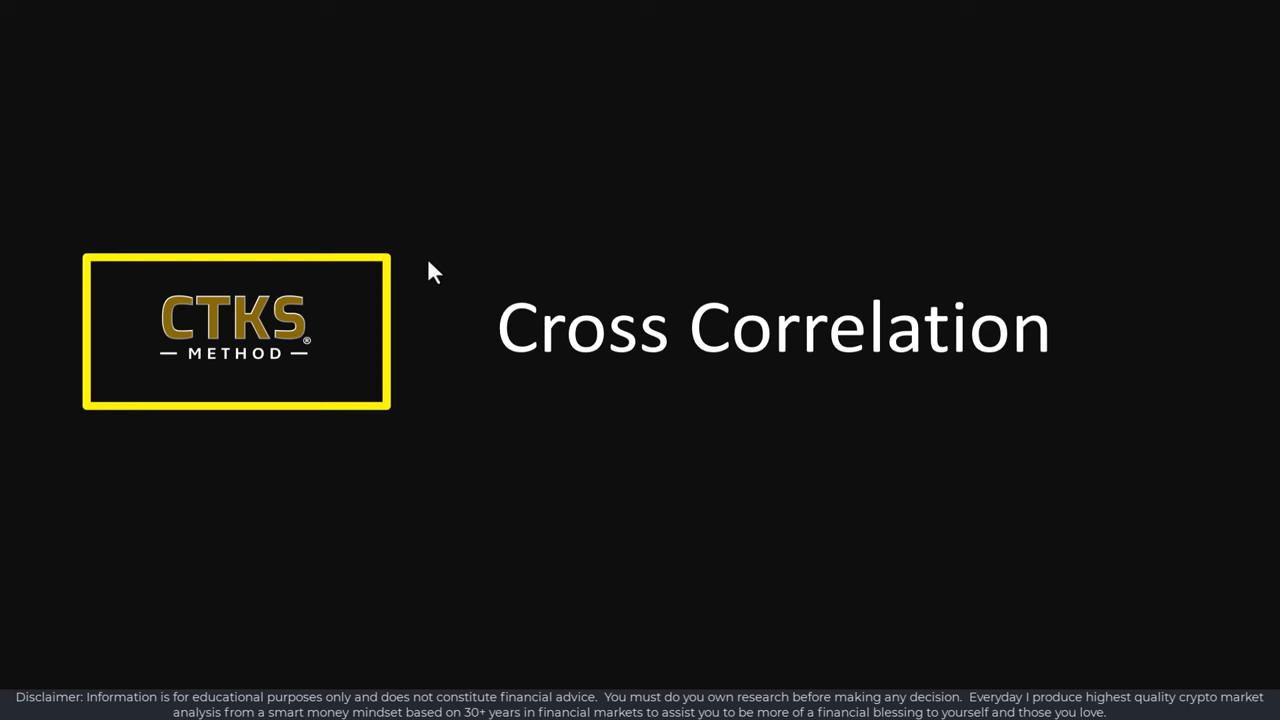 CTKS®
METHOD
Cross Correlation
Disclaimer: Information is for educational purposes only and does not constitute financial advice.  You must do you own research before making any decision.  Everyday I produce highest quality crypto market
analysis from a smart money mindset based on 30+ years in financial markets to assist you to be more of a financial blessing to yourself and those you love.